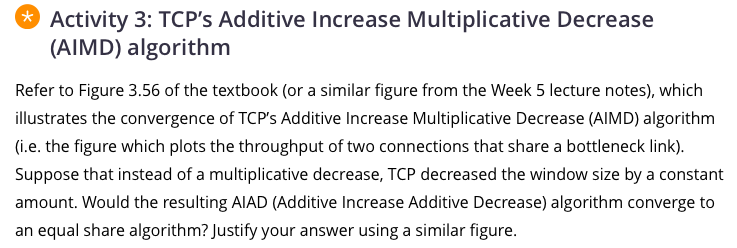 Activity 3: TCP's Additive Increase Multiplicative Decrease
(AIMD) algorithm
Refer to Figure 3.56 of the textbook (or a similar figure from the Week 5 lecture notes), which
illustrates the convergence of TCP's Additive Increase Multiplicative Decrease (AIMD) algorithm
(i.e. the figure which plots the throughput of two connections that share a bottleneck link).
Suppose that instead of a multiplicative decrease, TCP decreased the window size by a constant
amount. Would the resulting AIAD (Additive Increase Additive Decrease) algorithm converge to
an equal share algorithm? Justify your answer using a similar figure.